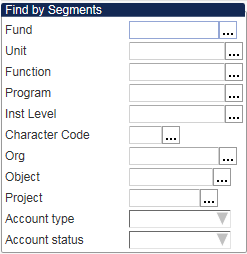 Find by Segments
Fund ...
Unit ...
Function ...
Program ...
Inst Level ...
Character Code ...
Org ...
Object ...
Project ...
Account type
Account status